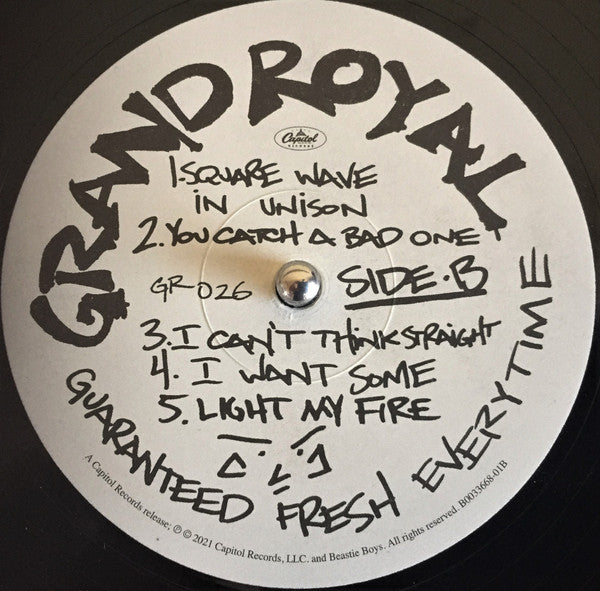 GRAND ROYAL
Capitol
RECORDS
1. SQUARE WAVE
IN UNISON
2. YOU CATCH A BAD ONE
GR-026
SIDE·B
3. I CAN'T THINK STRAIGHT
4. I WANT SOME
5. LIGHT MY FIRE
GUARANTEED FRESH EVERYTIME
A Capitol Records release; ℗ © 2021 Capitol Records, LLC. and Beastie Boys. All rights reserved. B0033668-01B